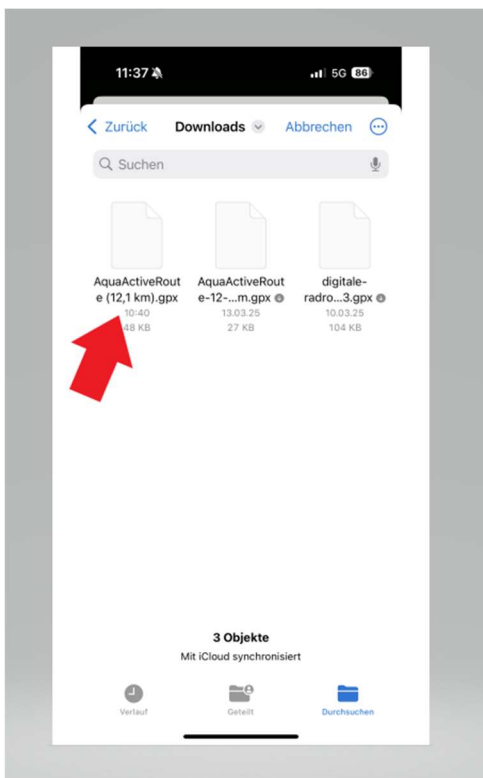 11:37
5G 86
Zurück Downloads Abbrechen
Suchen
AquaActiveRout
e (12,1 km).gpx
10:40
48 KB
AquaActiveRout
e-12-...m.gpx
13.03.25
27 KB
digitale-
radro...3.gpx
10.03.25
104 KB
3 Objekte
Mit iCloud synchronisiert
Verlauf Geteilt Durchsuchen